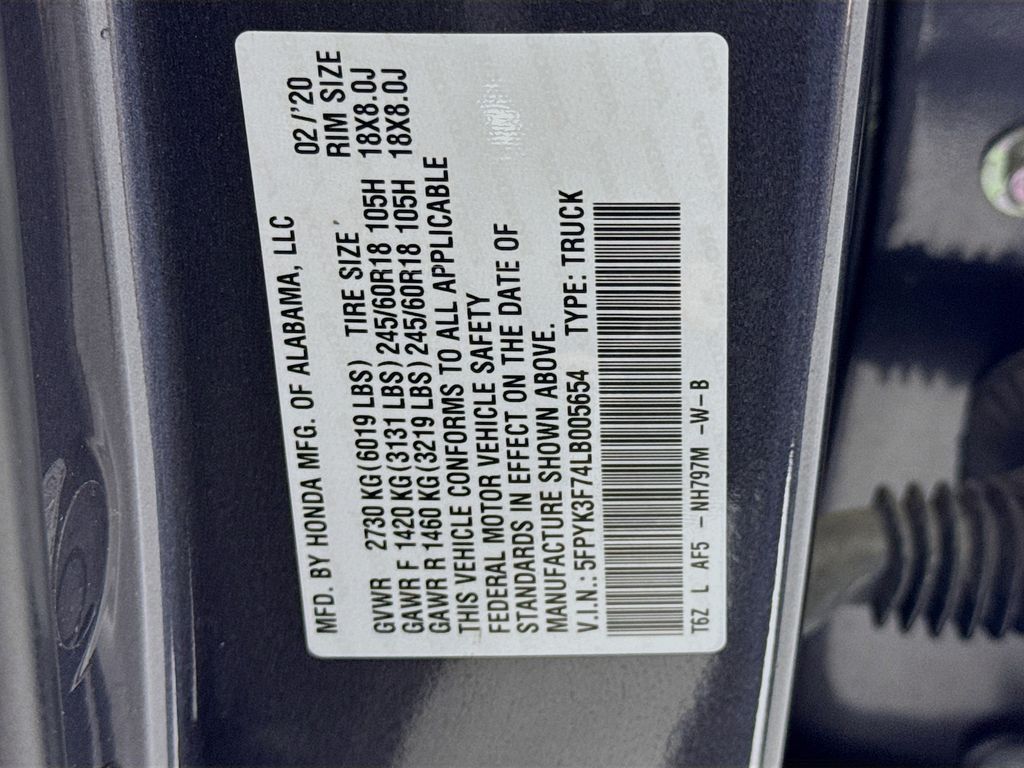 MFD. BY HONDA MFG. OF ALABAMA, LLC 02/'20
TIRE SIZE RIM SIZE
GVWR 2730 KG(6019 LBS)
GAWR F 1420 KG(3131 LBS) 245/60R18 105H 18X8.0J
GAWR R 1460 KG(3219 LBS) 245/60R18 105H 18X8.0J
THIS VEHICLE CONFORMS TO ALL APPLICABLE
FEDERAL MOTOR VEHICLE SAFETY
STANDARDS IN EFFECT ON THE DATE OF
MANUFACTURE SHOWN ABOVE.
V.I.N.: 5FPYK3F74LB005654 TYPE: TRUCK
T6Z L AF5 -NH797M -W-B